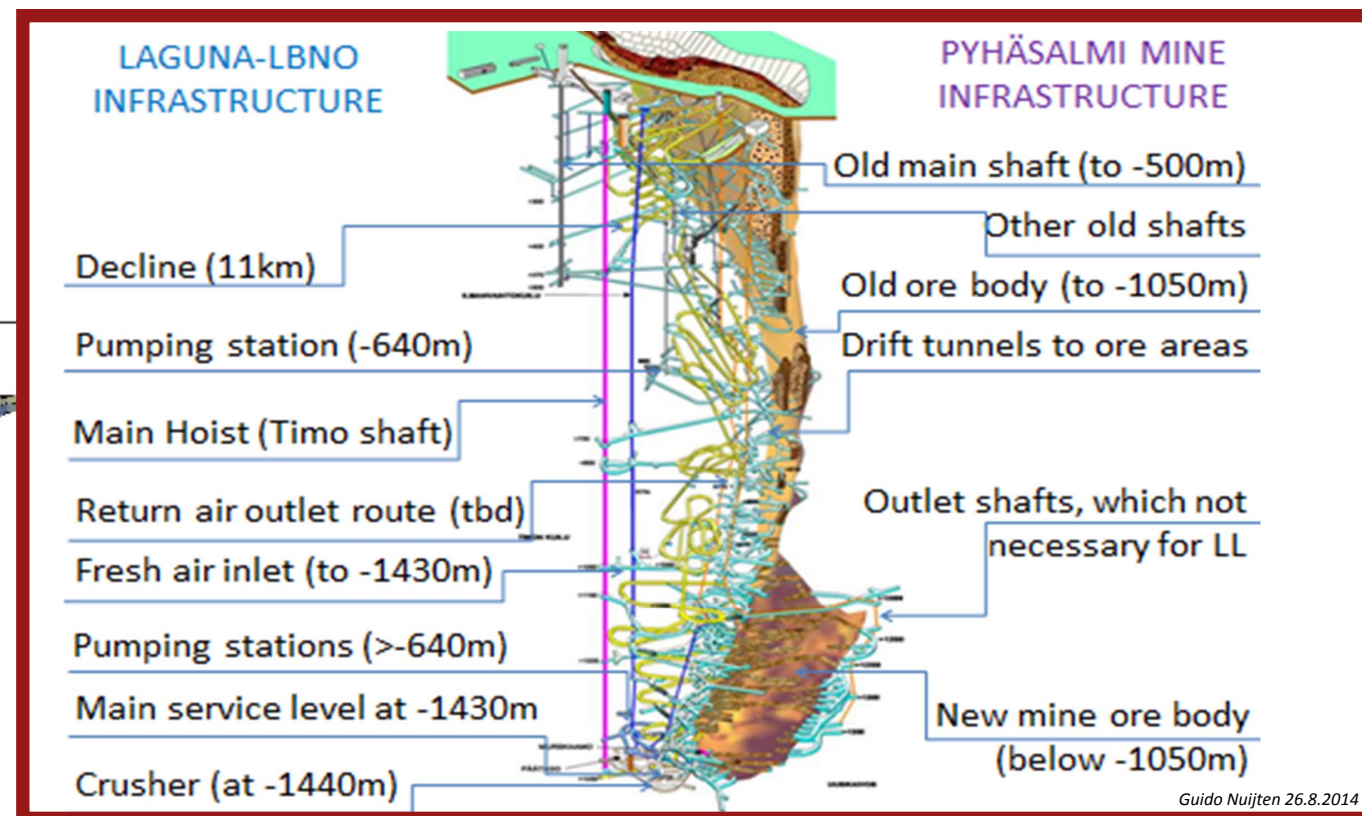 LAGUNA-LBNO
INFRASTRUCTURE
PYHÄSALMI MINE
INFRASTRUCTURE
Old main shaft (to -500m)
Other old shafts
Decline (11km)
Old ore body (to -1050m)
Pumping station (-640m)
Drift tunnels to ore areas
Main Hoist (Timo shaft)
Return air outlet route (tbd)
Outlet shafts, which not
necessary for LL
Fresh air inlet (to -1430m)
Pumping stations (>-640m)
Main service level at -1430m
New mine ore body
(below -1050m)
Crusher (at -1440m)
Guido Nuijten 26.8.2014